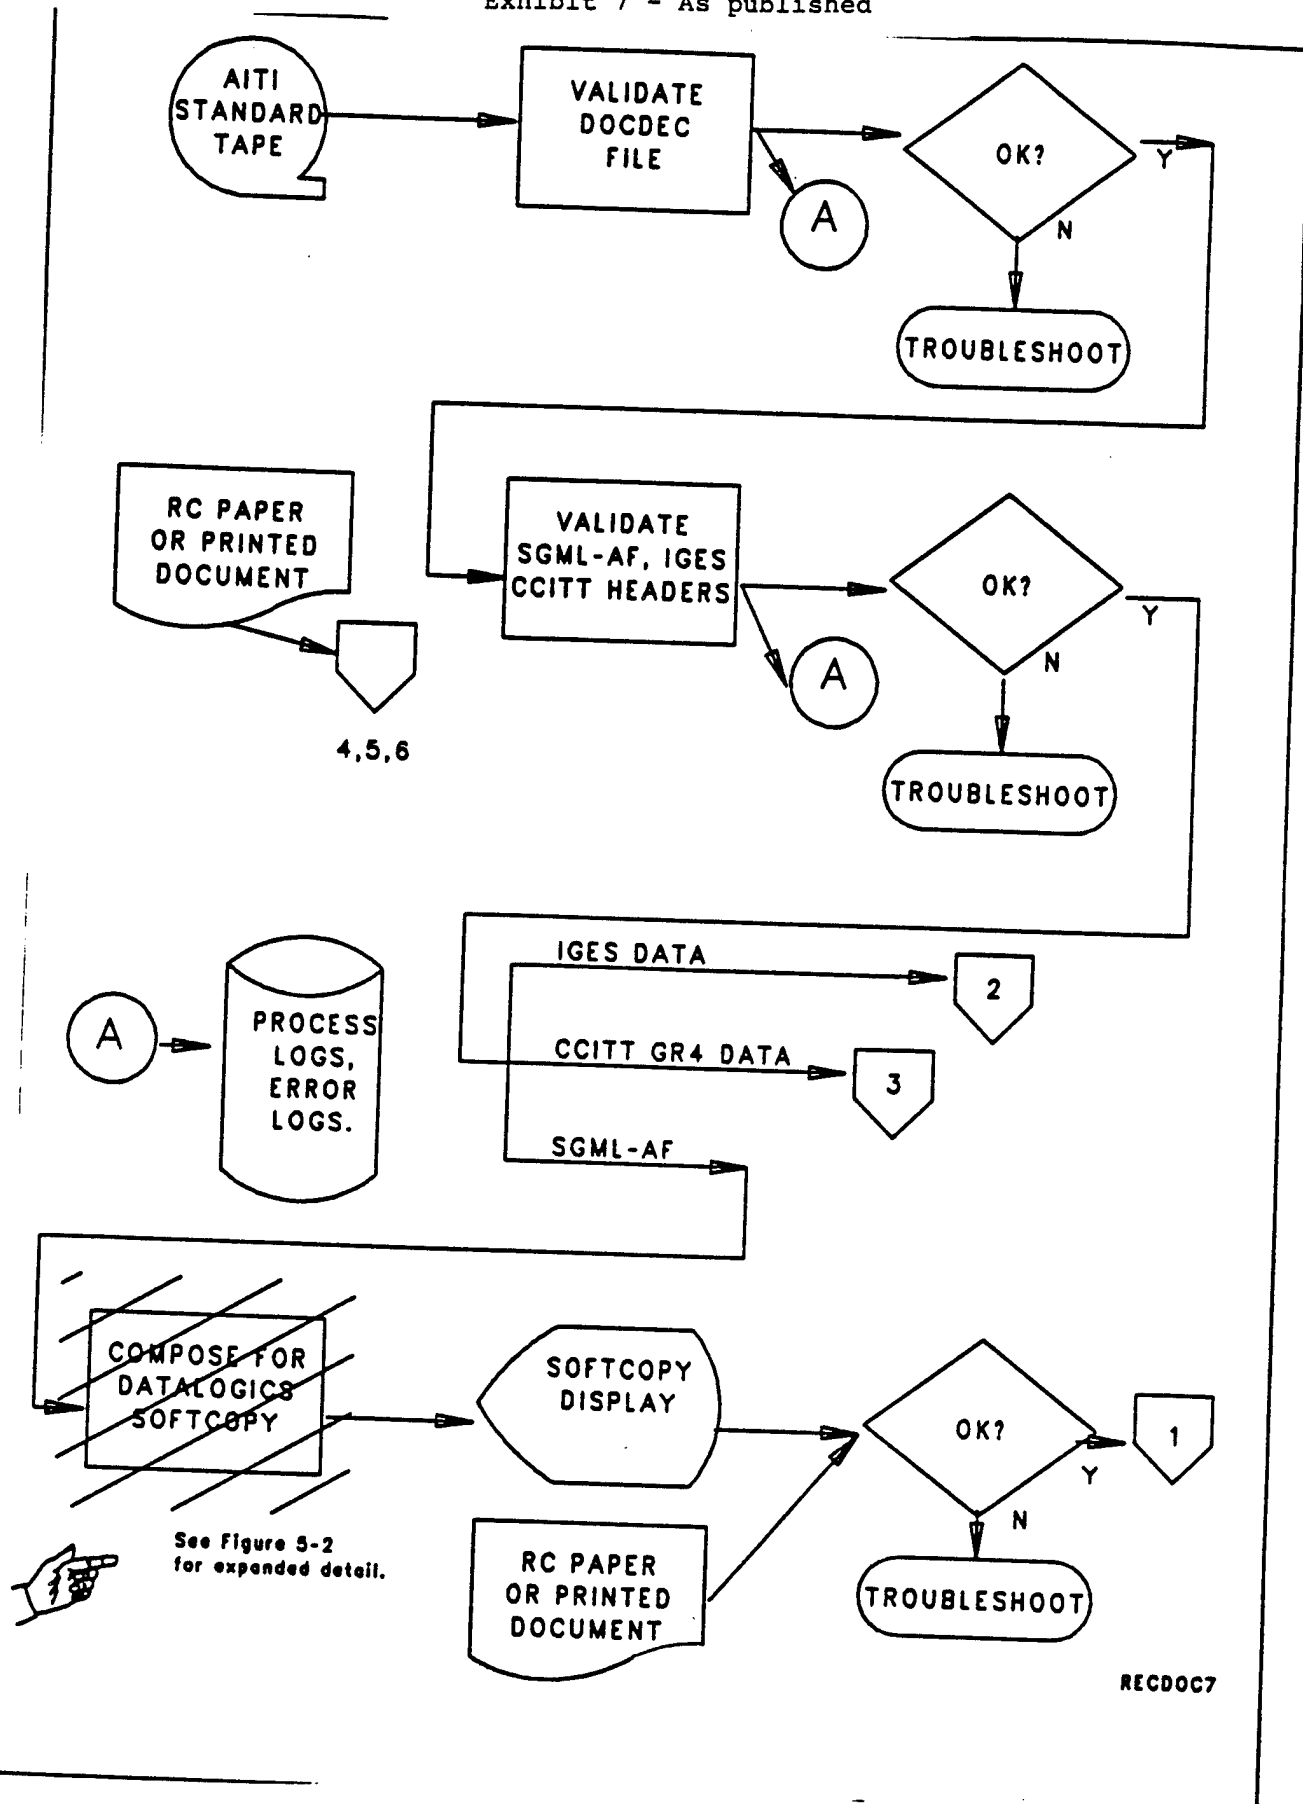 Exhibit 7 - As published
AITI
STANDARD
TAPE
VALIDATE
DOCDEC
FILE
OK?
Y
A
N
TROUBLESHOOT
RC PAPER
OR PRINTED
DOCUMENT
VALIDATE
SGML-AF, IGES
CCITT HEADERS
OK?
Y
A
N
4,5,6
TROUBLESHOOT
IGES DATA
2
A
PROCESS
LOGS,
ERROR
LOGS.
CCITT GR4 DATA
3
SGML-AF
COMPOSE FOR
DATALOGICS
SOFTCOPY
SOFTCOPY
DISPLAY
OK?
1
Y
N
See Figure 5-2
for expanded detail.
RC PAPER
OR PRINTED
DOCUMENT
TROUBLESHOOT
RECDOC7